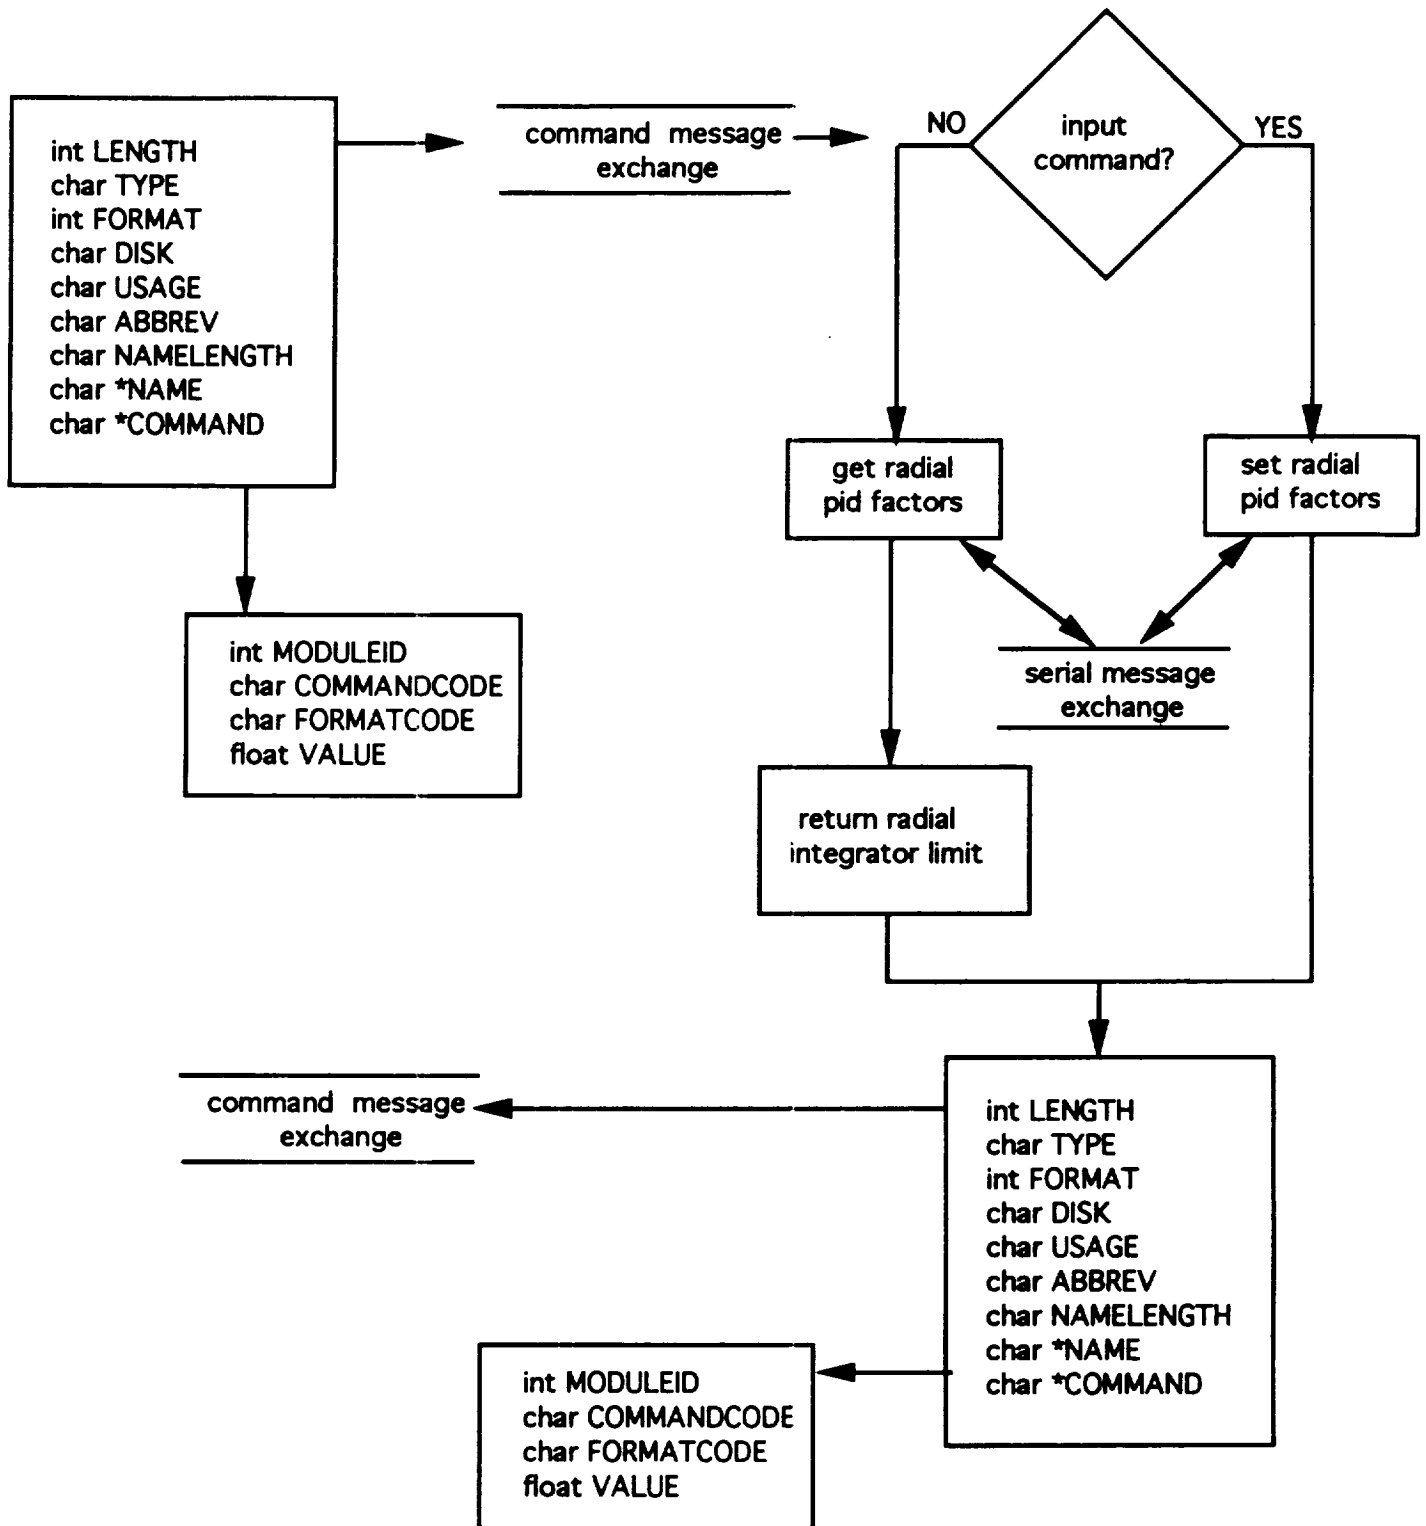 int LENGTH
char TYPE
int FORMAT
char DISK
char USAGE
char ABBREV
char NAMELENGTH
char *NAME
char *COMMAND
command message
exchange
NO
input
command?
YES
get radial
pid factors
set radial
pid factors
int MODULEID
char COMMANDCODE
char FORMATCODE
float VALUE
serial message
exchange
return radial
integrator limit
command message
exchange
int LENGTH
char TYPE
int FORMAT
char DISK
char USAGE
char ABBREV
char NAMELENGTH
char *NAME
char *COMMAND
int MODULEID
char COMMANDCODE
char FORMATCODE
float VALUE